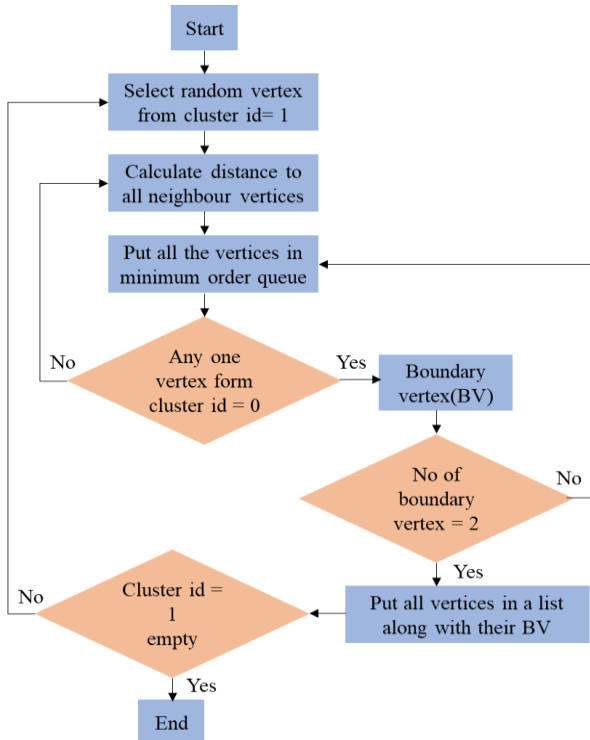 Start
Select random vertex
from cluster id= 1
Calculate distance to
all neighbour vertices
Put all the vertices in
minimum order queue
No
Any one
vertex form
cluster id = 0
Yes
Boundary
vertex(BV)
No of
boundary
vertex = 2
No
Yes
Put all vertices in a list
along with their BV
Cluster id =
1
empty
No
Yes
End